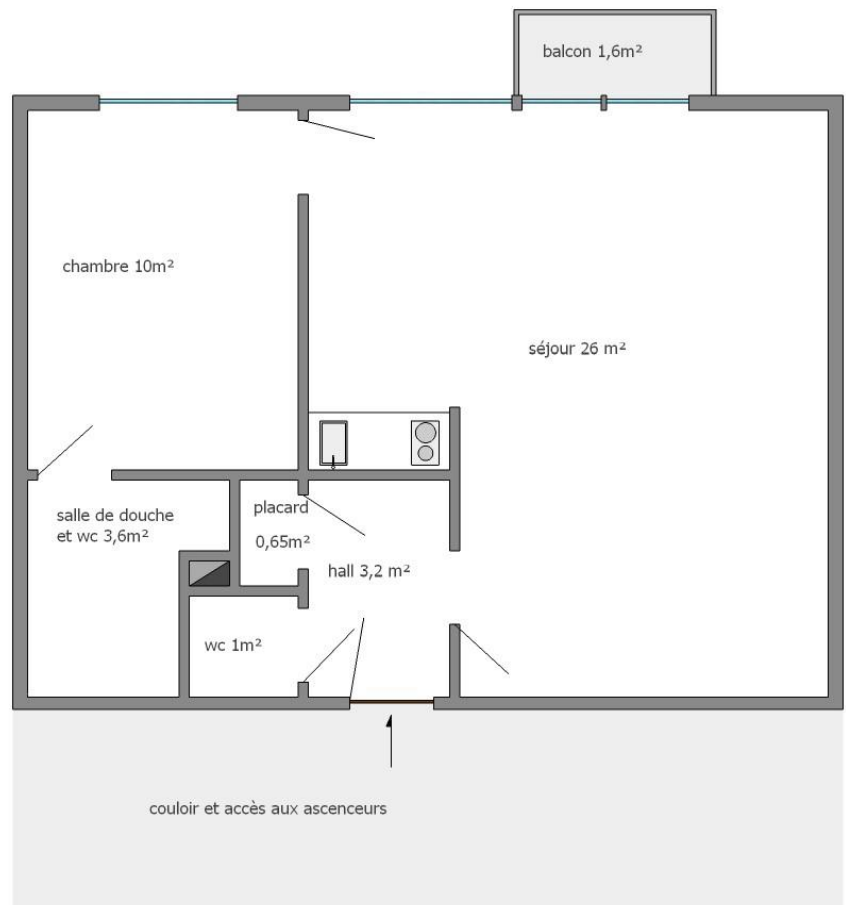 balcon 1,6m²
chambre 10m²
séjour 26 m²
salle de douche
et wc 3,6m²
placard
0,65m²
hall 3,2 m²
wc 1m²
couloir et accès aux ascenceurs